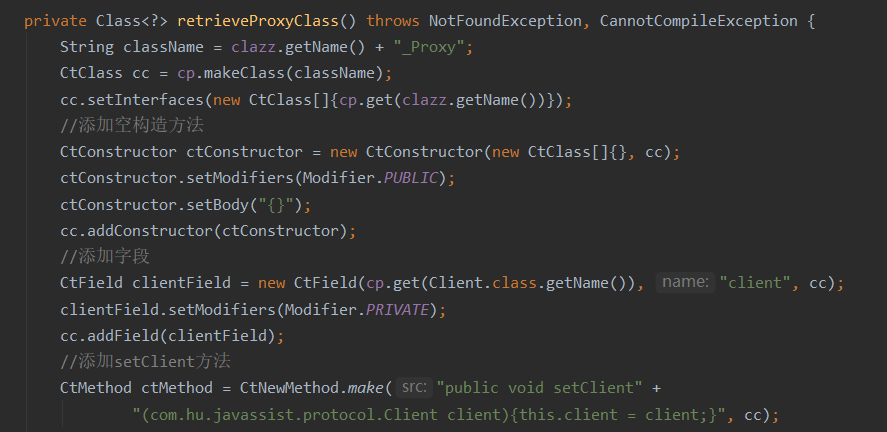 private Class<?> retrieveProxyClass() throws NotFoundException, CannotCompileException {
String className = clazz.getName() + "_Proxy";
CtClass cc = cp.makeClass(className);
cc.setInterfaces(new CtClass[]{cp.get(clazz.getName())});
//添加空构造方法
CtConstructor ctConstructor = new CtConstructor(new CtClass[]{}, cc);
ctConstructor.setModifiers(Modifier.PUBLIC);
ctConstructor.setBody("{}");
cc.addConstructor(ctConstructor);
//添加字段
CtField clientField = new CtField(cp.get(Client.class.getName()), name: "client", cc);
clientField.setModifiers(Modifier.PRIVATE);
cc.addField(clientField);
//添加setClient方法
CtMethod ctMethod = CtNewMethod.make( src: "public void setClient" +
"(com.hu.javassist.protocol.Client client){this.client = client;}", cc);